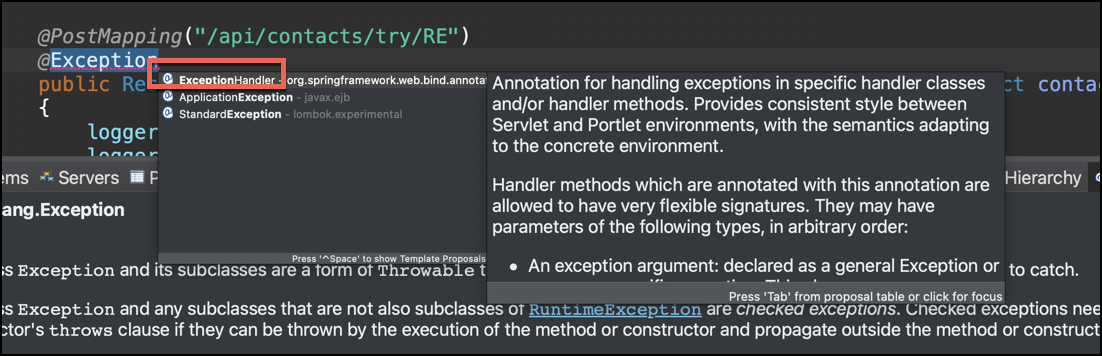 @PostMapping("/api/contacts/try/RE")
@Exception
public Re ct contac
{
ExceptionHandler - org.springframework.web.bind.annota
ApplicationException - javax.ejb
StandardException - lombok.experimental
logger
logger
Press '^Space' to show Template Proposals
Annotation for handling exceptions in specific handler classes
and/or handler methods. Provides consistent style between
Servlet and Portlet environments, with the semantics adapting
to the concrete environment.
Handler methods which are annotated with this annotation are
allowed to have very flexible signatures. They may have
parameters of the following types, in arbitrary order:
• An exception argument: declared as a general Exception or
Press 'Tab' from proposal table or click for focus
ems Servers P Hierarchy
ang.Exception
ss Exception and its subclasses are a form of Throwable t to catch.
ss Exception and any subclasses that are not also subclasses of RuntimeException are checked exceptions. Checked exceptions nee
ctor's throws clause if they can be thrown by the execution of the method or constructor and propagate outside the method or construct